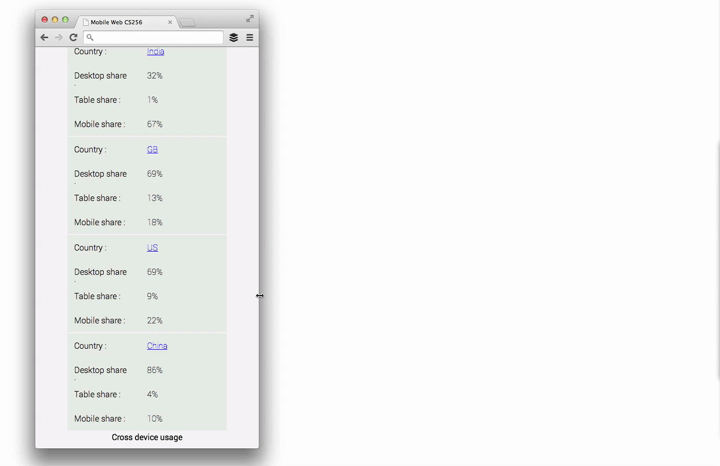 Mobile Web CS256
Country : India
Desktop share : 32%
Table share : 1%
Mobile share : 67%
Country : GB
Desktop share : 69%
Table share : 13%
Mobile share : 18%
Country : US
Desktop share : 69%
Table share : 9%
Mobile share : 22%
Country : China
Desktop share : 86%
Table share : 4%
Mobile share : 10%
Cross device usage